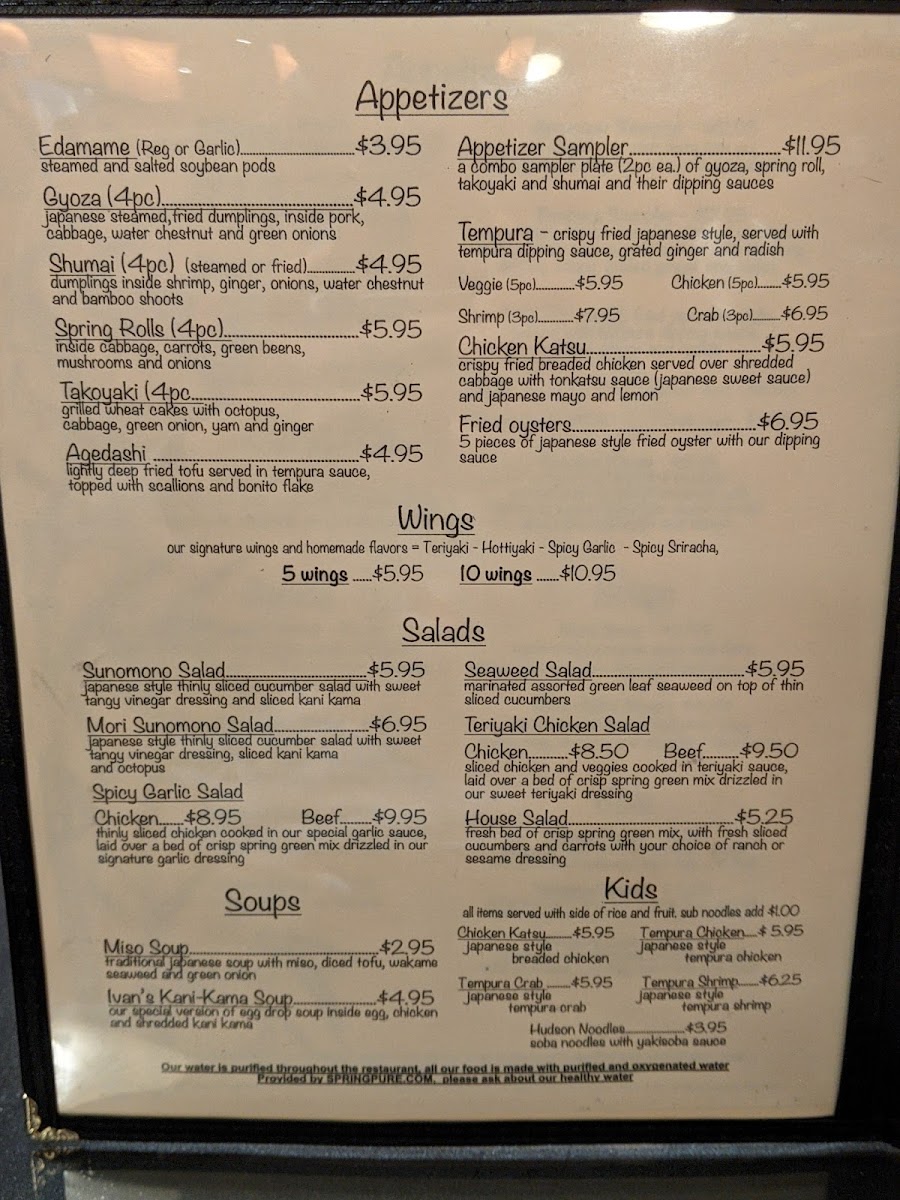 Appetizers
Edamame (Reg or Garlic)..........$3.95
steamed and salted soybean pods
Gyoza (4pc)..........$4.95
japanese steamed,fried dumplings, inside pork,
cabbage, water chestnut and green onions
Shumai (4pc) (steamed or fried)..........$4.95
dumplings inside shrimp, ginger, onions, water chestnut
and bamboo shoots
Spring Rolls (4pc)..........$5.95
inside cabbage, carrots, green beens,
mushrooms and onions
Takoyaki (4pc..........$5.95
grilled wheat cakes with octopus,
cabbage, green onion, yam and ginger
Agedashi ..........$4.95
lightly deep fried tofu served in tempura sauce,
topped with scallions and bonito flake
Appetizer Sampler..........$11.95
a combo sampler plate (2pc ea.) of gyoza, spring roll,
takoyaki and shumai and their dipping sauces
Tempura - crispy fried japanese style, served with
tempura dipping sauce, grated ginger and radish
Veggie (5pc)..........$5.95 Chicken (5pc)........$5.95
Shrimp (3pc)..........$7.95 Crab (3pc)..........$6.95
Chicken Katsu..........$5.95
crispy fried breaded chicken served over shredded
cabbage with tonkatsu sauce (japanese sweet sauce)
and japanese mayo and lemon
Fried oysters..........$6.95
5 pieces of japanese style fried oyster with our dipping
sauce
Wings
our signature wings and homemade flavors = Teriyaki - Hottiyaki - Spicy Garlic - Spicy Sriracha,
5 wings .....$5.95 10 wings ......$10.95
Salads
Sunomono Salad..........$5.95
japanese style thinly sliced cucumber salad with sweet
tangy vinegar dressing and sliced kani kama
Mori Sunomono Salad..........$6.95
japanese style thinly sliced cucumber salad with sweet
tangy vinegar dressing, sliced kani kama
and octopus
Spicy Garlic Salad
Chicken......$8.95 Beef........$9.95
thinly sliced chicken cooked in our special garlic sauce,
laid over a bed of crisp spring green mix drizzled in our
signature garlic dressing
Seaweed Salad..........$5.95
marinated assorted green leaf seaweed on top of thin
sliced cucumbers
Teriyaki Chicken Salad
Chicken.........$8.50 Beef.........$9.50
sliced chicken and veggies cooked in teriyaki sauce,
laid over a bed of crisp spring green mix drizzled in
our sweet teriyaki dressing
House Salad..........$5.25
fresh bed of crisp spring green mix, with fresh sliced
cucumbers and carrots with your choice of ranch or
sesame dressing
Soups
Miso Soup..........$2.95
traditional japanese soup with miso, diced tofu, wakame
seaweed and green onion
Ivan's Kani-Kama Soup..........$4.95
our special version of egg drop soup inside egg, chicken
and shredded kani kama
Kids
all items served with side of rice and fruit. sub noodles add $1.00
Chicken Katsu.......$5.95 Tempura Chicken....$ 5.95
japanese style japanese style
breaded chicken tempura chicken
Tempura Crab .......$5.95 Tempura Shrimp.......$6.25
japanese style japanese style
tempura crab tempura shrimp
Hudson Noodles..........$3.95
soba noodles with yakisoba sauce
Our water is purified throughout the restaurant, all our food is made with purified and oxygenated water
Provided by SPRINGPURE.COM, please ask about our healthy water